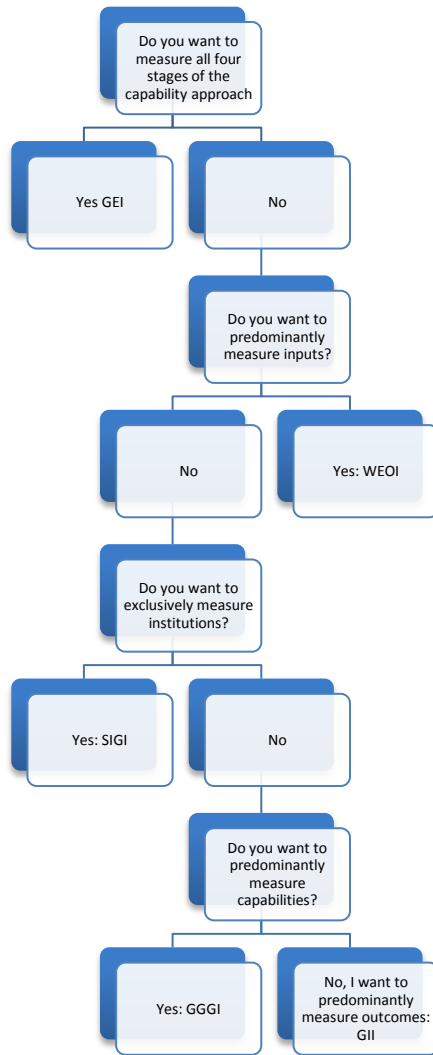 Do you want to
measure all four
stages of the
capability approach
Yes GEI
No
Do you want to
predominantly
measure inputs?
No
Yes: WEOI
Do you want to
exclusively measure
institutions?
Yes: SIGI
No
Do you want to
predominantly
measure
capabilities?
Yes: GGGI
No, I want to
predominantly
measure outcomes:
GII